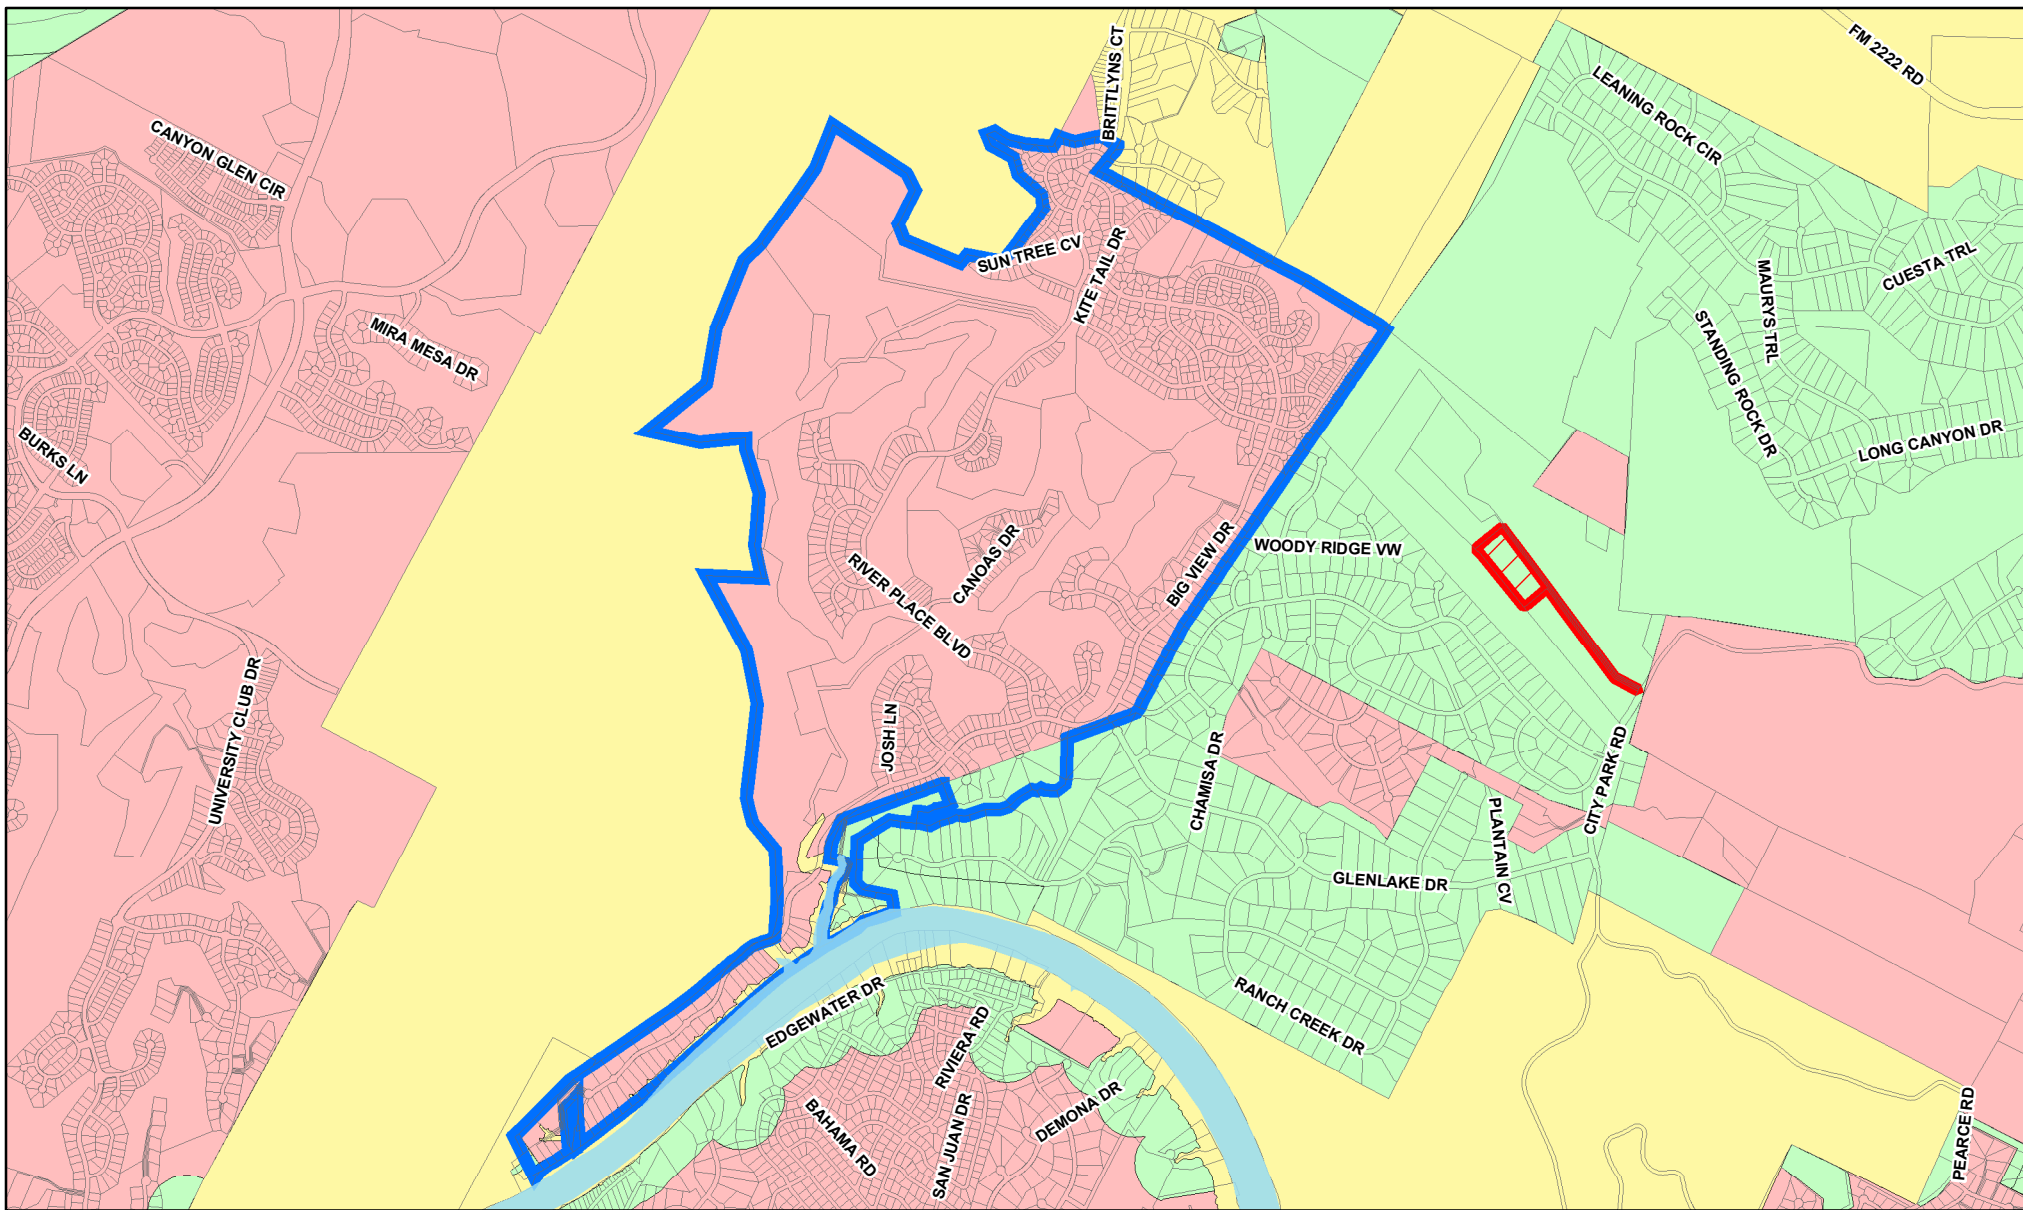 FM 2222 RD
BRITTLYNS CT
LEANING ROCK CIR
CANYON GLEN CIR
SUN TREE CV
KITE TAIL DR
MAURYS TRL
CUESTA TRL
MIRA MESA DR
STANDING ROCK DR
LONG CANYON DR
BURKS LN
WOODY RIDGE VW
CANOAS DR
BIG VIEW DR
RIVER PLACE BLVD
UNIVERSITY CLUB DR
JOSH LN
CHAMISA DR
CITY PARK RD
PLANTAIN CV
GLENLAKE DR
EDGEWATER DR
RANCH CREEK DR
RIVIERA RD
BAHAMA RD
SAN JUAN DR
DEMONA DR
PEARCE RD